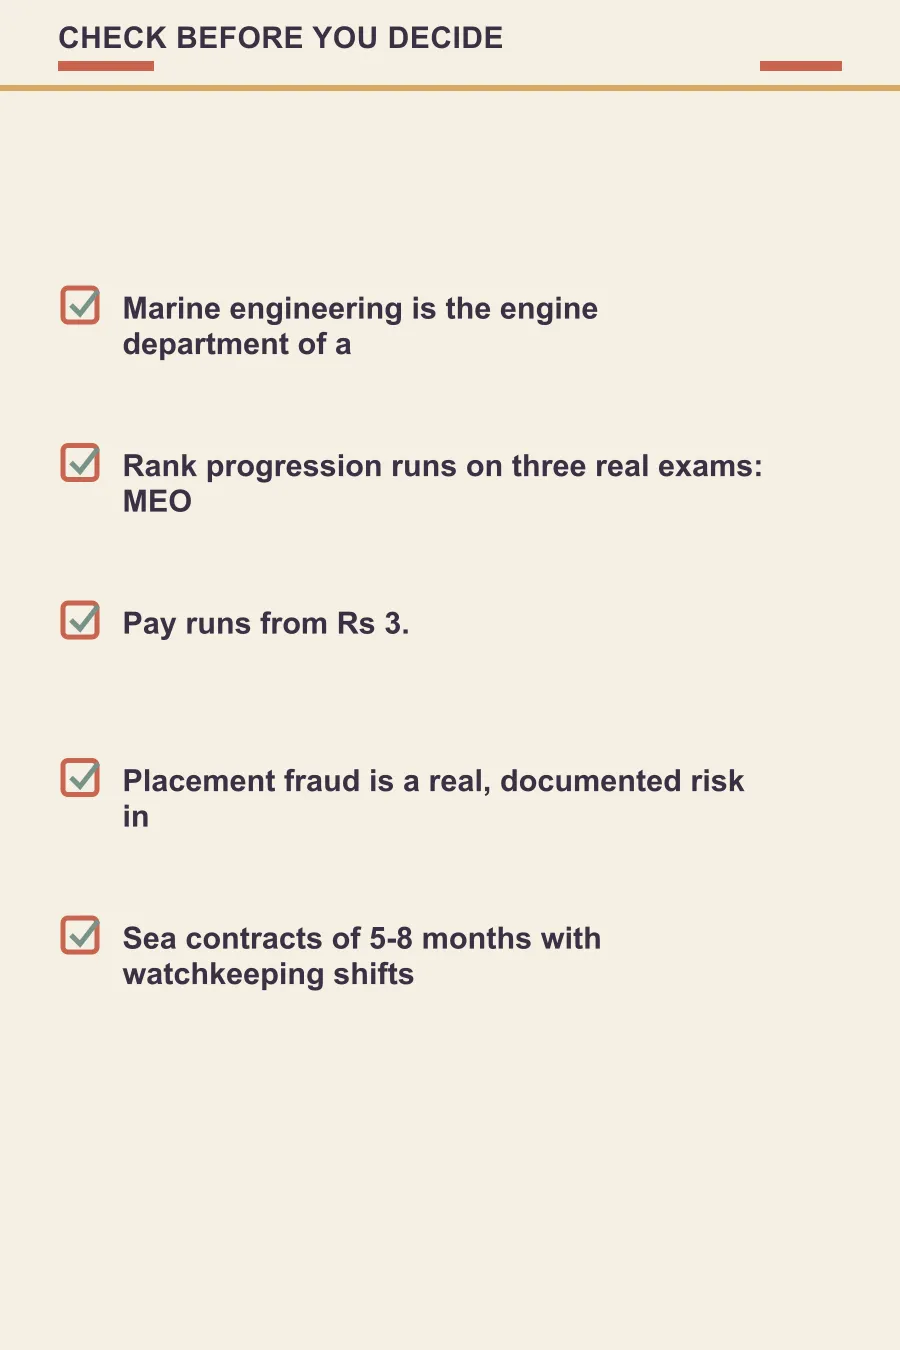 CHECK BEFORE YOU DECIDE
Marine engineering is the engine
department of a
Rank progression runs on three real exams:
MEO
Pay runs from Rs 3.
Placement fraud is a real, documented risk
in
Sea contracts of 5-8 months with
watchkeeping shifts